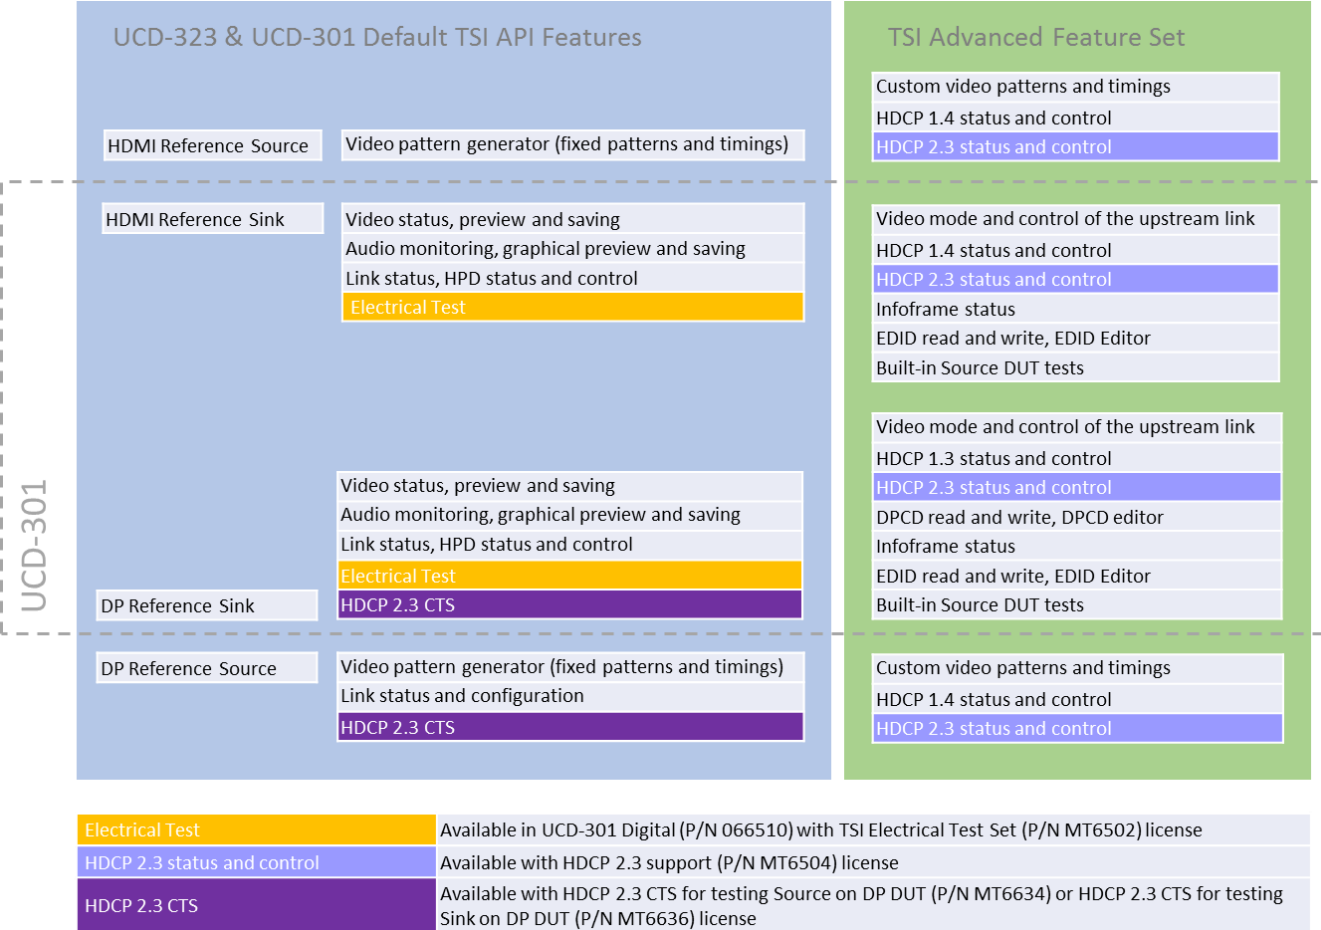 UCD-323 & UCD-301 Default TSI API Features
TSI Advanced Feature Set
HDMI Reference Source
Video pattern generator (fixed patterns and timings)
Custom video patterns and timings
HDCP 1.4 status and control
HDCP 2.3 status and control
UCD-301
HDMI Reference Sink
Video status, preview and saving
Audio monitoring, graphical preview and saving
Link status, HPD status and control
Electrical Test
Video mode and control of the upstream link
HDCP 1.4 status and control
HDCP 2.3 status and control
Infoframe status
EDID read and write, EDID Editor
Built-in Source DUT tests
DP Reference Sink
Video status, preview and saving
Audio monitoring, graphical preview and saving
Link status, HPD status and control
Electrical Test
HDCP 2.3 CTS
Video mode and control of the upstream link
HDCP 1.3 status and control
HDCP 2.3 status and control
DPCD read and write, DPCD editor
Infoframe status
EDID read and write, EDID Editor
Built-in Source DUT tests
DP Reference Source
Video pattern generator (fixed patterns and timings)
Link status and configuration
HDCP 2.3 CTS
Custom video patterns and timings
HDCP 1.4 status and control
HDCP 2.3 status and control
Electrical Test
Available in UCD-301 Digital (P/N 066510) with TSI Electrical Test Set (P/N MT6502) license
HDCP 2.3 status and control
Available with HDCP 2.3 support (P/N MT6504) license
HDCP 2.3 CTS
Available with HDCP 2.3 CTS for testing Source on DP DUT (P/N MT6634) or HDCP 2.3 CTS for testing
Sink on DP DUT (P/N MT6636) license